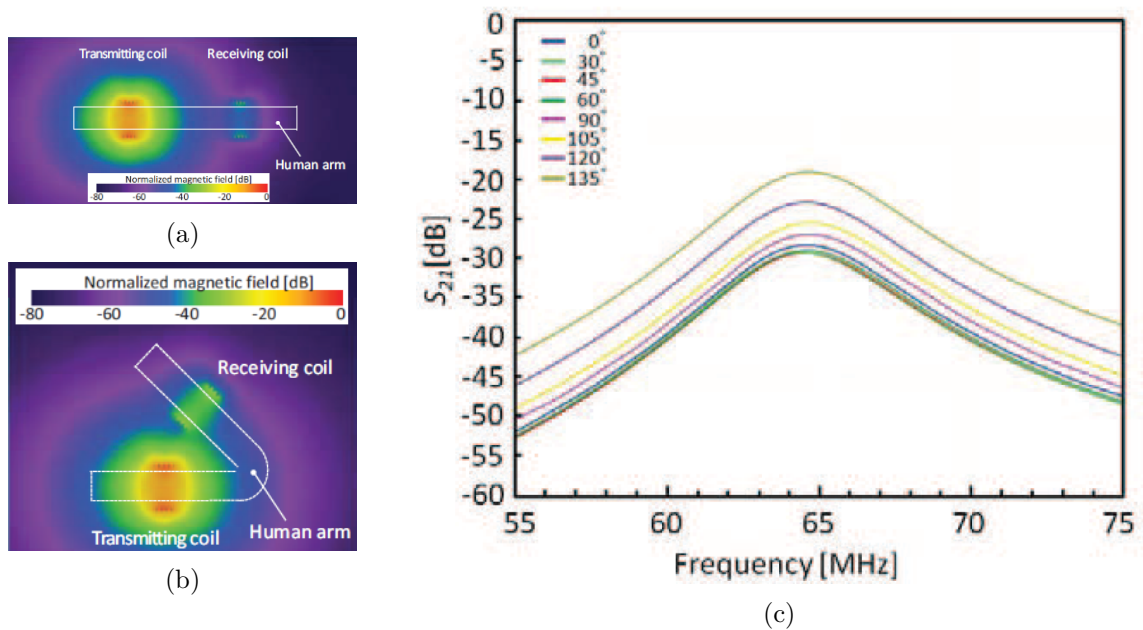 Transmitting coil Receiving coil
Human arm
Normalized magnetic field [dB]
-80 -60 -40 -20 0
(a)
Normalized magnetic field [dB]
-80 -60 -40 -20 0
Receiving coil
Human arm
Transmitting coil
(b)
0
-5
-10
-15
-20
-25
-30
-35
-40
-45
-50
-55
-60
S21[dB]
0°
30°
45°
60°
90°
105°
120°
135°
55 60 65 70 75
Frequency [MHz]
(c)